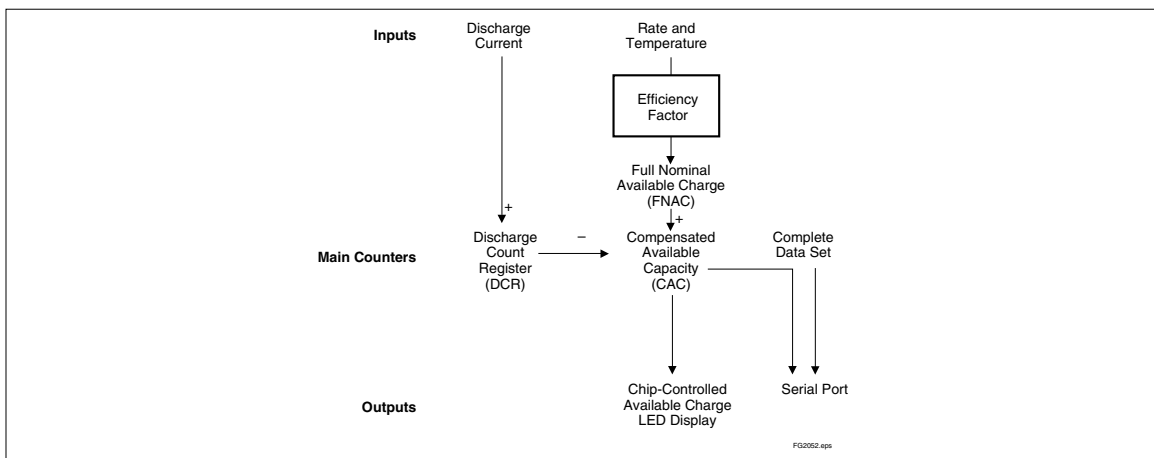 Inputs
Discharge
Current
Rate and
Temperature
Efficiency
Factor
Full Nominal
Available Charge
(FNAC)
+
+
Main Counters
Discharge
Count
Register
(DCR)
–
Compensated
Available
Capacity
(CAC)
Complete
Data Set
Outputs
Chip-Controlled
Available Charge
LED Display
Serial Port
FG2052.eps